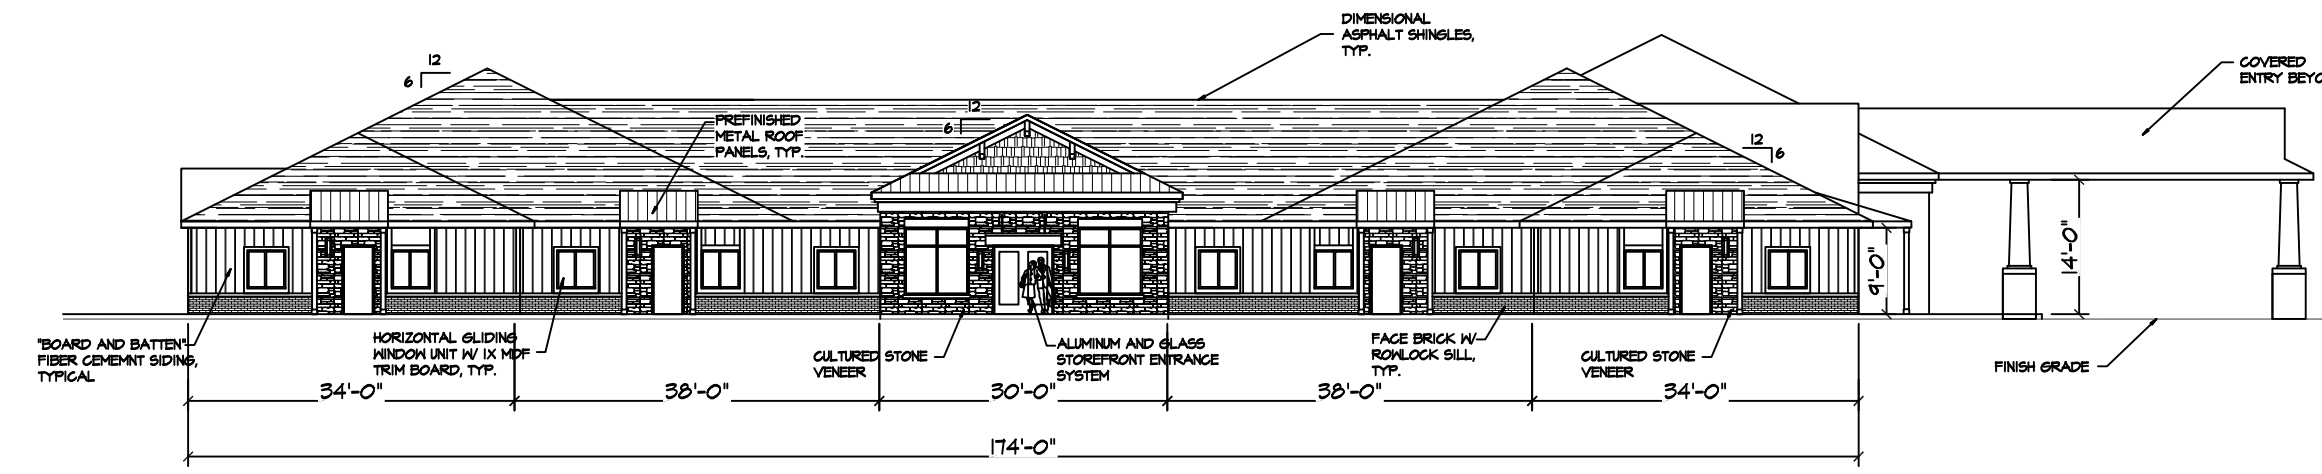 DIMENSIONAL
ASPHALT SHINGLES,
TYP.
COVERED
ENTRY BEYO
12
6
PREFINISHED
METAL ROOF
PANELS, TYP.
12
6
12
6
14'-0"
9'-0"
"BOARD AND BATTEN"
FIBER CEMEMNT SIDING,
TYPICAL
HORIZONTAL GLIDING
WINDOW UNIT W/ 1X MDF
TRIM BOARD, TYP.
CULTURED STONE
VENEER
ALUMINUM AND GLASS
STOREFRONT ENTRANCE
SYSTEM
FACE BRICK W/
ROWLOCK SILL,
TYP.
CULTURED STONE
VENEER
FINISH GRADE
34'-0"
38'-0"
30'-0"
38'-0"
34'-0"
174'-0"